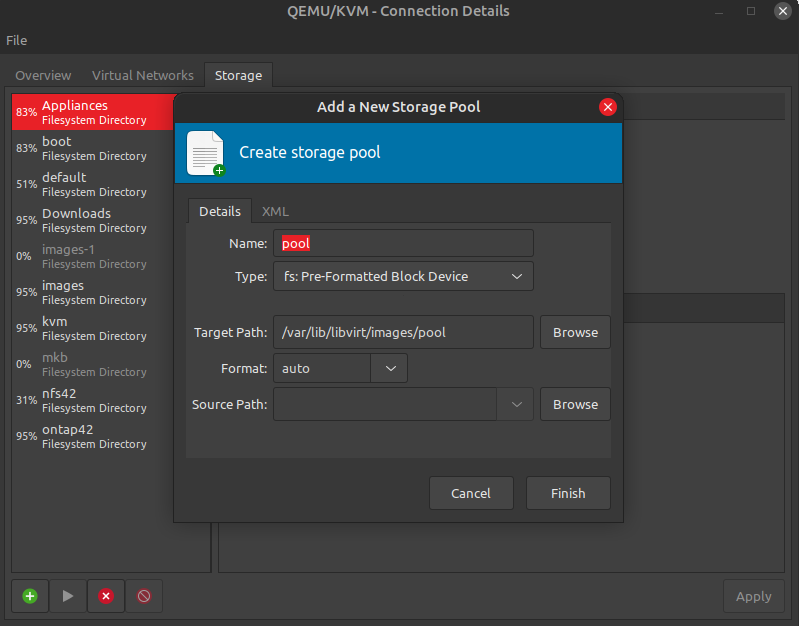 QEMU/KVM - Connection Details
File
Overview Virtual Networks Storage
83% Appliances
Filesystem Directory
83% boot
Filesystem Directory
51% default
Filesystem Directory
95% Downloads
Filesystem Directory
0% images-1
Filesystem Directory
95% images
Filesystem Directory
95% kvm
Filesystem Directory
0% mkb
Filesystem Directory
31% nfs42
Filesystem Directory
95% ontap42
Filesystem Directory
Add a New Storage Pool
Create storage pool
Details XML
Name: pool
Type: fs: Pre-Formatted Block Device
Target Path: /var/lib/libvirt/images/pool Browse
Format: auto
Source Path: Browse
Cancel Finish
Apply